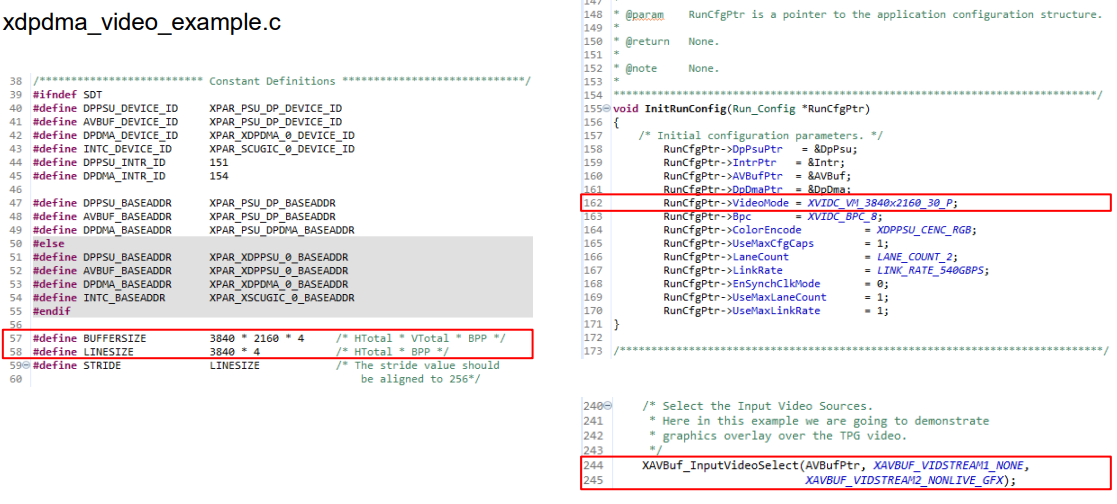 xdpdma_video_example.c
38 /************************** Constant Definitions ****************************/
39 #ifndef SDT
40 #define DPPSU_DEVICE_ID XPAR_PSU_DP_DEVICE_ID
41 #define AVBUF_DEVICE_ID XPAR_PSU_DP_DEVICE_ID
42 #define DPDMA_DEVICE_ID XPAR_XDPDMA_0_DEVICE_ID
43 #define INTC_DEVICE_ID XPAR_SCUGIC_0_DEVICE_ID
44 #define DPPSU_INTR_ID 151
45 #define DPDMA_INTR_ID 154
46
47 #define DPPSU_BASEADDR XPAR_PSU_DP_BASEADDR
48 #define AVBUF_BASEADDR XPAR_PSU_DP_BASEADDR
49 #define DPDMA_BASEADDR XPAR_PSU_DPDMA_BASEADDR
50 #else
51 #define DPPSU_BASEADDR XPAR_XDPPSU_0_BASEADDR
52 #define AVBUF_BASEADDR XPAR_XDPPSU_0_BASEADDR
53 #define DPDMA_BASEADDR XPAR_XDPDMA_0_BASEADDR
54 #define INTC_BASEADDR XPAR_XSCUGIC_0_BASEADDR
55 #endif
56
57 #define BUFFERSIZE 3840 * 2160 * 4 /* HTotal * VTotal * BPP */
58 #define LINESIZE 3840 * 4 /* HTotal * BPP */
59 #define STRIDE LINESIZE /* The stride value should
60 be aligned to 256*/
147 *
148 * @param RunCfgPtr is a pointer to the application configuration structure.
149 *
150 * @return None.
151 *
152 * @note None.
153 *
154 *****************************************************************************/
155 void InitRunConfig(Run_Config *RunCfgPtr)
156 {
157 /* Initial configuration parameters. */
158 RunCfgPtr->DpPsuPtr = &DpPsu;
159 RunCfgPtr->IntrPtr = &Intr;
160 RunCfgPtr->AVBufPtr = &AVBuf;
161 RunCfgPtr->DpDmaPtr = &DpDma;
162 RunCfgPtr->VideoMode = XVIDC_VM_3840x2160_30_P;
163 RunCfgPtr->Bpc = XVIDC_BPC_8;
164 RunCfgPtr->ColorEncode = XDPPSU_CENC_RGB;
165 RunCfgPtr->UseMaxCfgCaps = 1;
166 RunCfgPtr->LaneCount = LANE_COUNT_2;
167 RunCfgPtr->LinkRate = LINK_RATE_540GBPS;
168 RunCfgPtr->EnSynchClkMode = 0;
169 RunCfgPtr->UseMaxLaneCount = 1;
170 RunCfgPtr->UseMaxLinkRate = 1;
171 }
172
173 /*****************************************************************************/
240 /* Select the Input Video Sources.
241 * Here in this example we are going to demonstrate
242 * graphics overlay over the TPG video.
243 */
244 XAVBuf_InputVideoSelect(AVBufPtr, XAVBUF_VIDSTREAM1_NONE,
245 XAVBUF_VIDSTREAM2_NONLIVE_GFX);